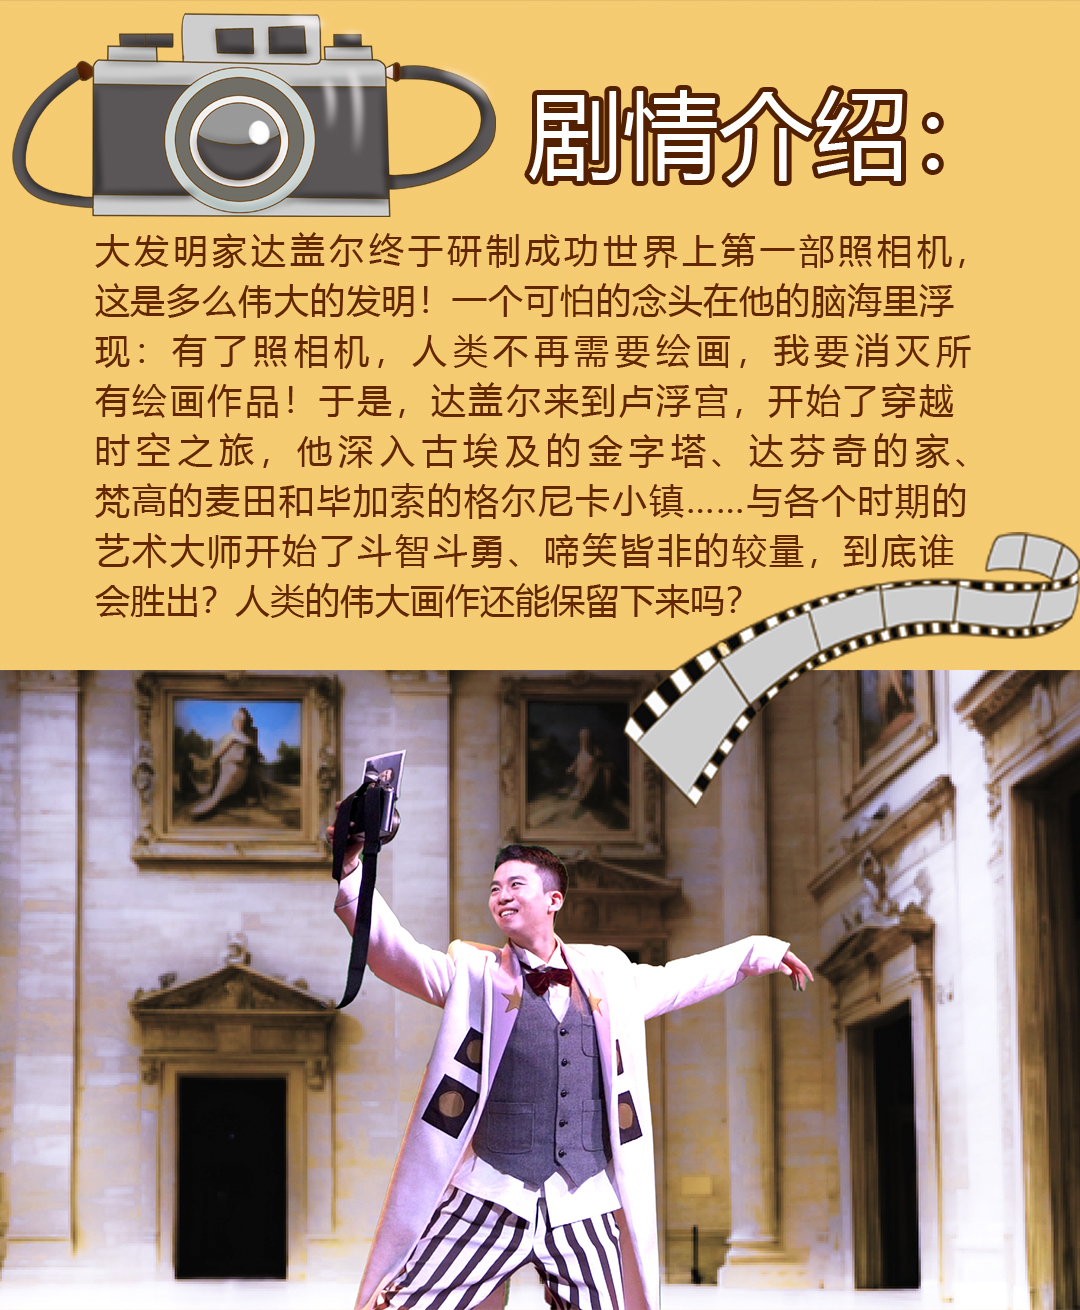 剧情介绍：
大发明家达盖尔终于研制成功世界上第一部照相机，
这是多么伟大的发明！一个可怕的念头在他的脑海里浮
现：有了照相机，人类不再需要绘画，我要消灭所
有绘画作品！于是，达盖尔来到卢浮宫，开始了穿越
时空之旅，他深入古埃及的金字塔、达芬奇的家、
梵高的麦田和毕加索的格尔尼卡小镇……与各个时期的
艺术大师开始了斗智斗勇、啼笑皆非的较量，到底谁
会胜出？人类的伟大画作还能保留下来吗？